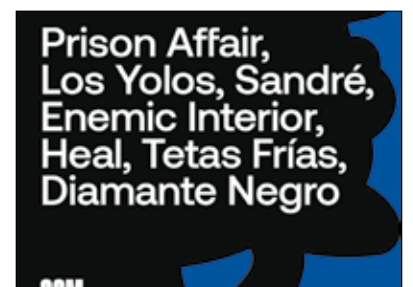 Prison Affair,
Los Yolos, Sandré,
Enemic Interior,
Heal, Tetas Frías,
Diamante Negro